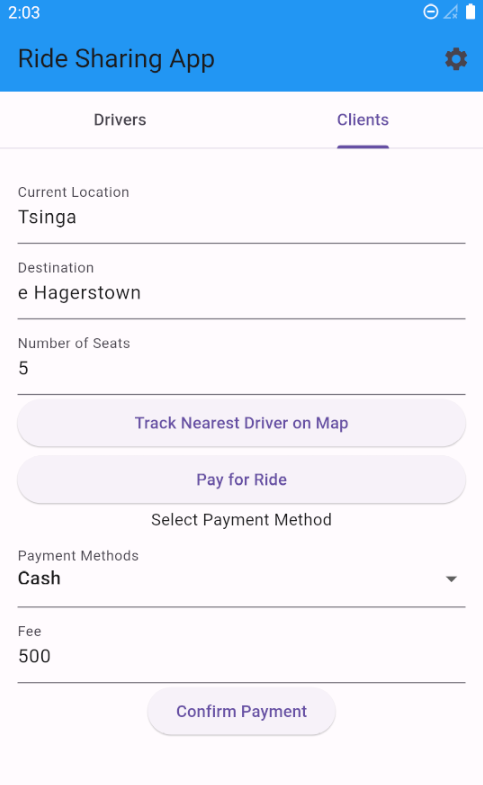 2:03
Ride Sharing App
Drivers Clients
Current Location
Tsinga
Destination
e Hagerstown
Number of Seats
5
Track Nearest Driver on Map
Pay for Ride
Select Payment Method
Payment Methods
Cash
Fee
500
Confirm Payment